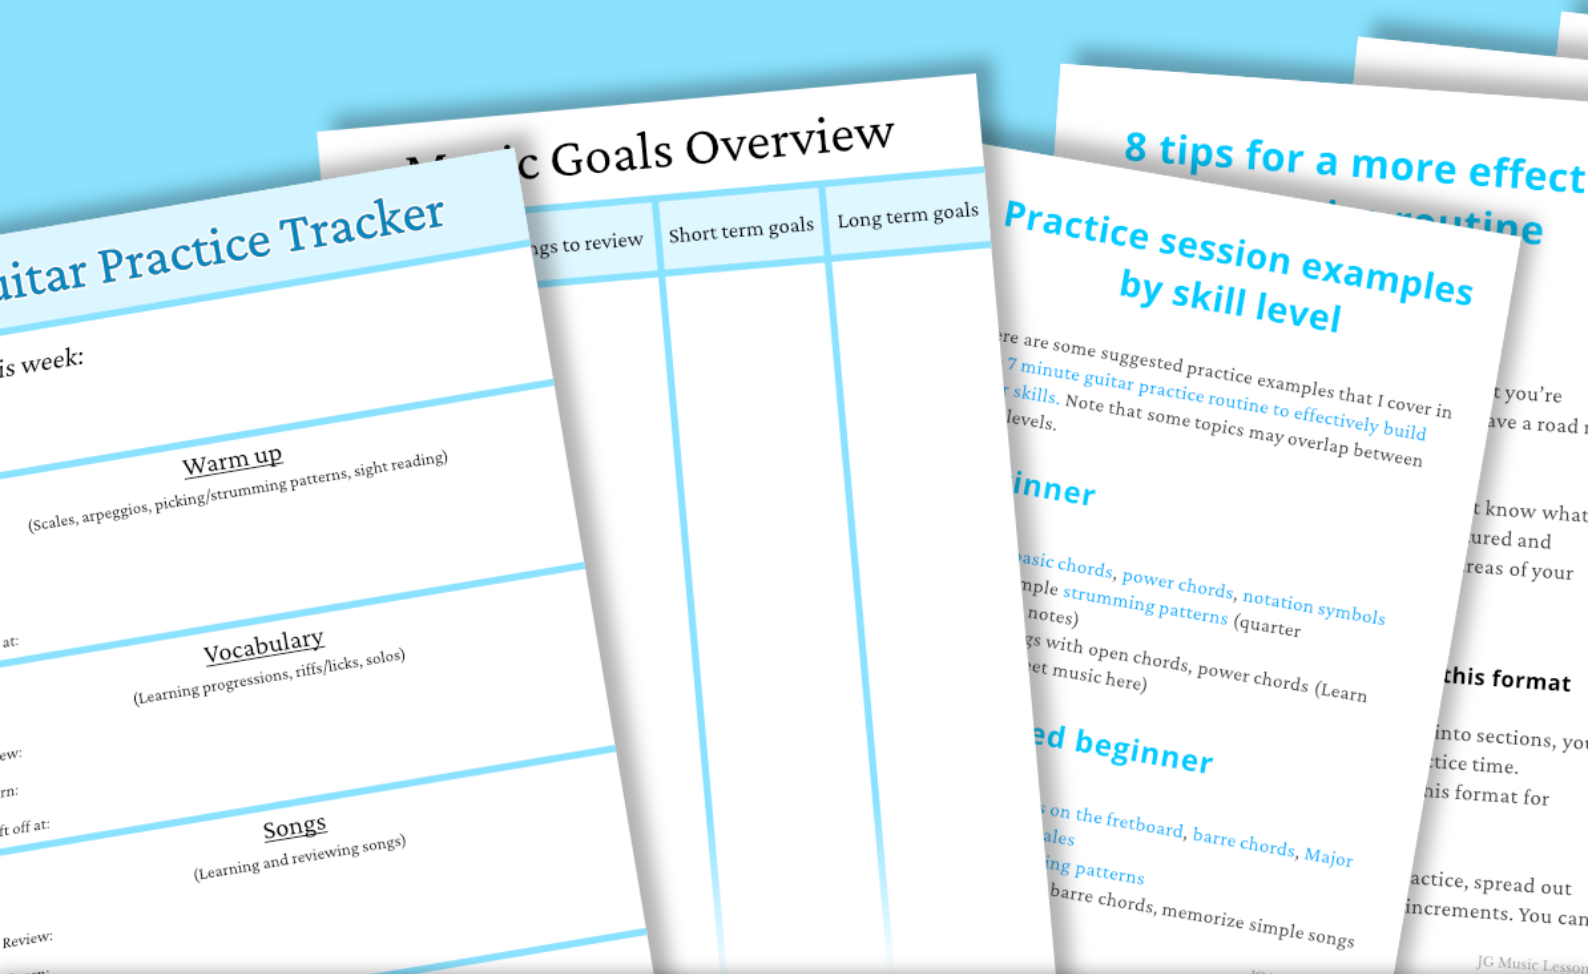 uitar Practice Tracker
is week:
Warm up
(Scales, arpeggios, picking/strumming patterns, sight reading)
at:
Vocabulary
(Learning progressions, riffs/licks, solos)
ew:
rn:
ft off at:
Songs
(Learning and reviewing songs)
Review:
c Goals Overview
ngs to review
Short term goals
Long term goals
Practice session examples
by skill level
ere are some suggested practice examples that I cover in
7 minute guitar practice routine to effectively build
r skills. Note that some topics may overlap between
levels.
inner
basic chords, power chords, notation symbols
mple strumming patterns (quarter
notes)
gs with open chords, power chords (Learn
eet music here)
ed beginner
s on the fretboard, barre chords, Major
ales
ing patterns
barre chords, memorize simple songs
8 tips for a more effect
routine
t you're
ave a road
t know what
ured and
reas of your
this format
into sections, you
ctice time.
his format for
actice, spread out
increments. You can
JG Music Lesson